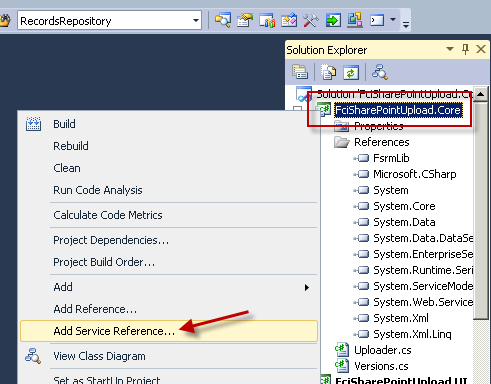 RecordsRepository
Solution Explorer
Solution 'FciSharePointUpload.Co
FciSharePointUpload.Core
Properties
References
FsrmLib
Microsoft.CSharp
System
System.Core
System.Data
System.Data.DataSe
System.EnterpriseSe
System.Runtime.Seri
System.ServiceMode
System.Web.Service
System.Xml
System.Xml.Linq
Uploader.cs
Versions.cs
FciSharePointUpload.UI
Build
Rebuild
Clean
Run Code Analysis
Calculate Code Metrics
Project Dependencies...
Project Build Order...
Add
Add Reference...
Add Service Reference...
View Class Diagram
Set as StartUp Project